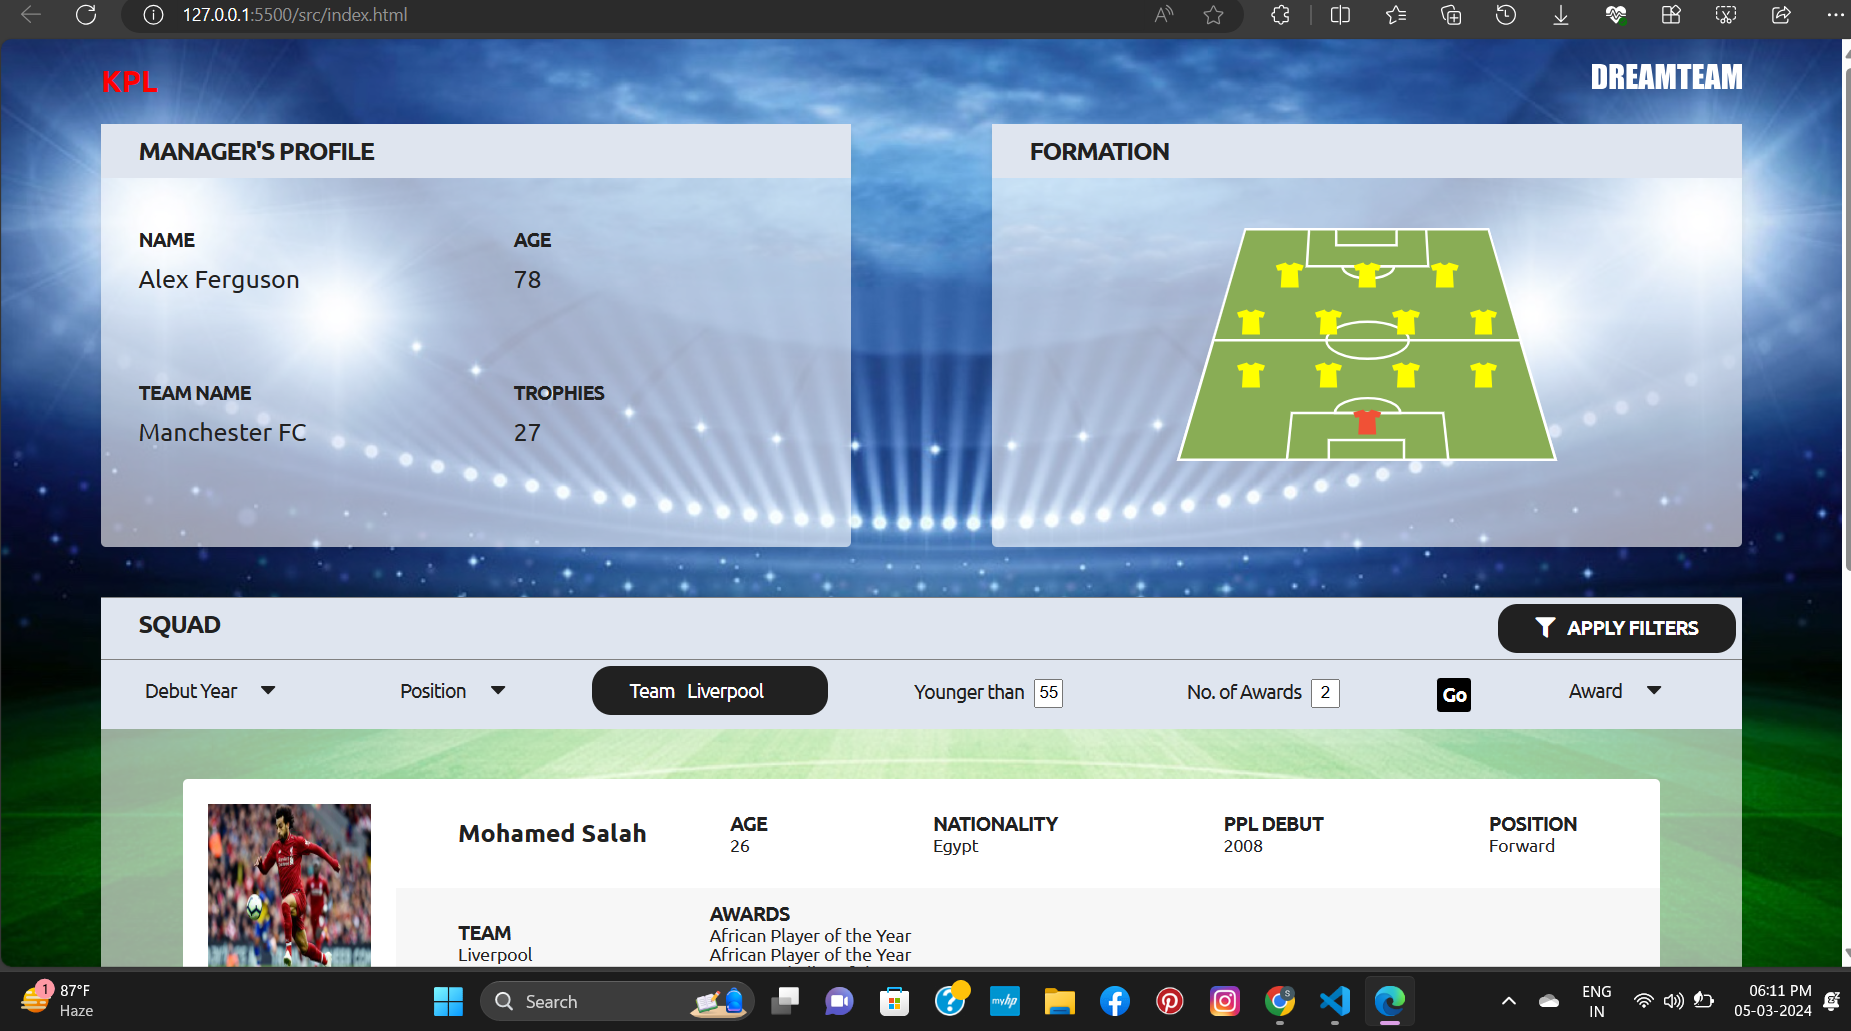 127.0.0.1:5500/src/index.html
KPL
DREAMTEAM
MANAGER'S PROFILE
FORMATION
NAME
AGE
Alex Ferguson
78
TEAM NAME
TROPHIES
Manchester FC
27
SQUAD
APPLY FILTERS
Debut Year
Position
Team Liverpool
Younger than 55
No. of Awards 2
Go
Award
Mohamed Salah
AGE
26
NATIONALITY
Egypt
PPL DEBUT
2008
POSITION
Forward
TEAM
Liverpool
AWARDS
African Player of the Year
African Player of the Year
1
87°F
Haze
Search
myhp
S
ENG
IN
06:11 PM
05-03-2024